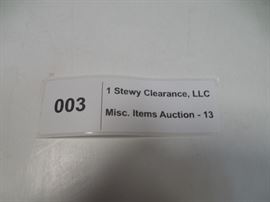 003
1 Stewy Clearance, LLC
Misc. Items Auction - 13